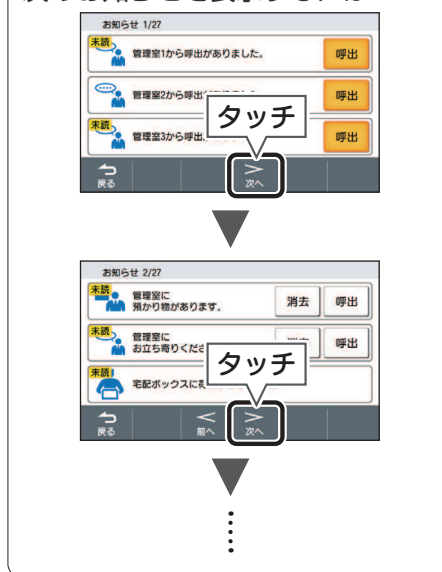 お知らせ 1/27
未読
管理室1から呼出がありました。
呼出
管理室2から呼出
呼出
未読
管理室3から呼出
呼出
タッチ
戻る
次へ
お知らせ 2/27
未読
管理室に
預かり物があります。
消去
呼出
未読
管理室に
お立ち寄りくださ
呼出
未読
宅配ボックスに
タッチ
戻る
前へ
次へ